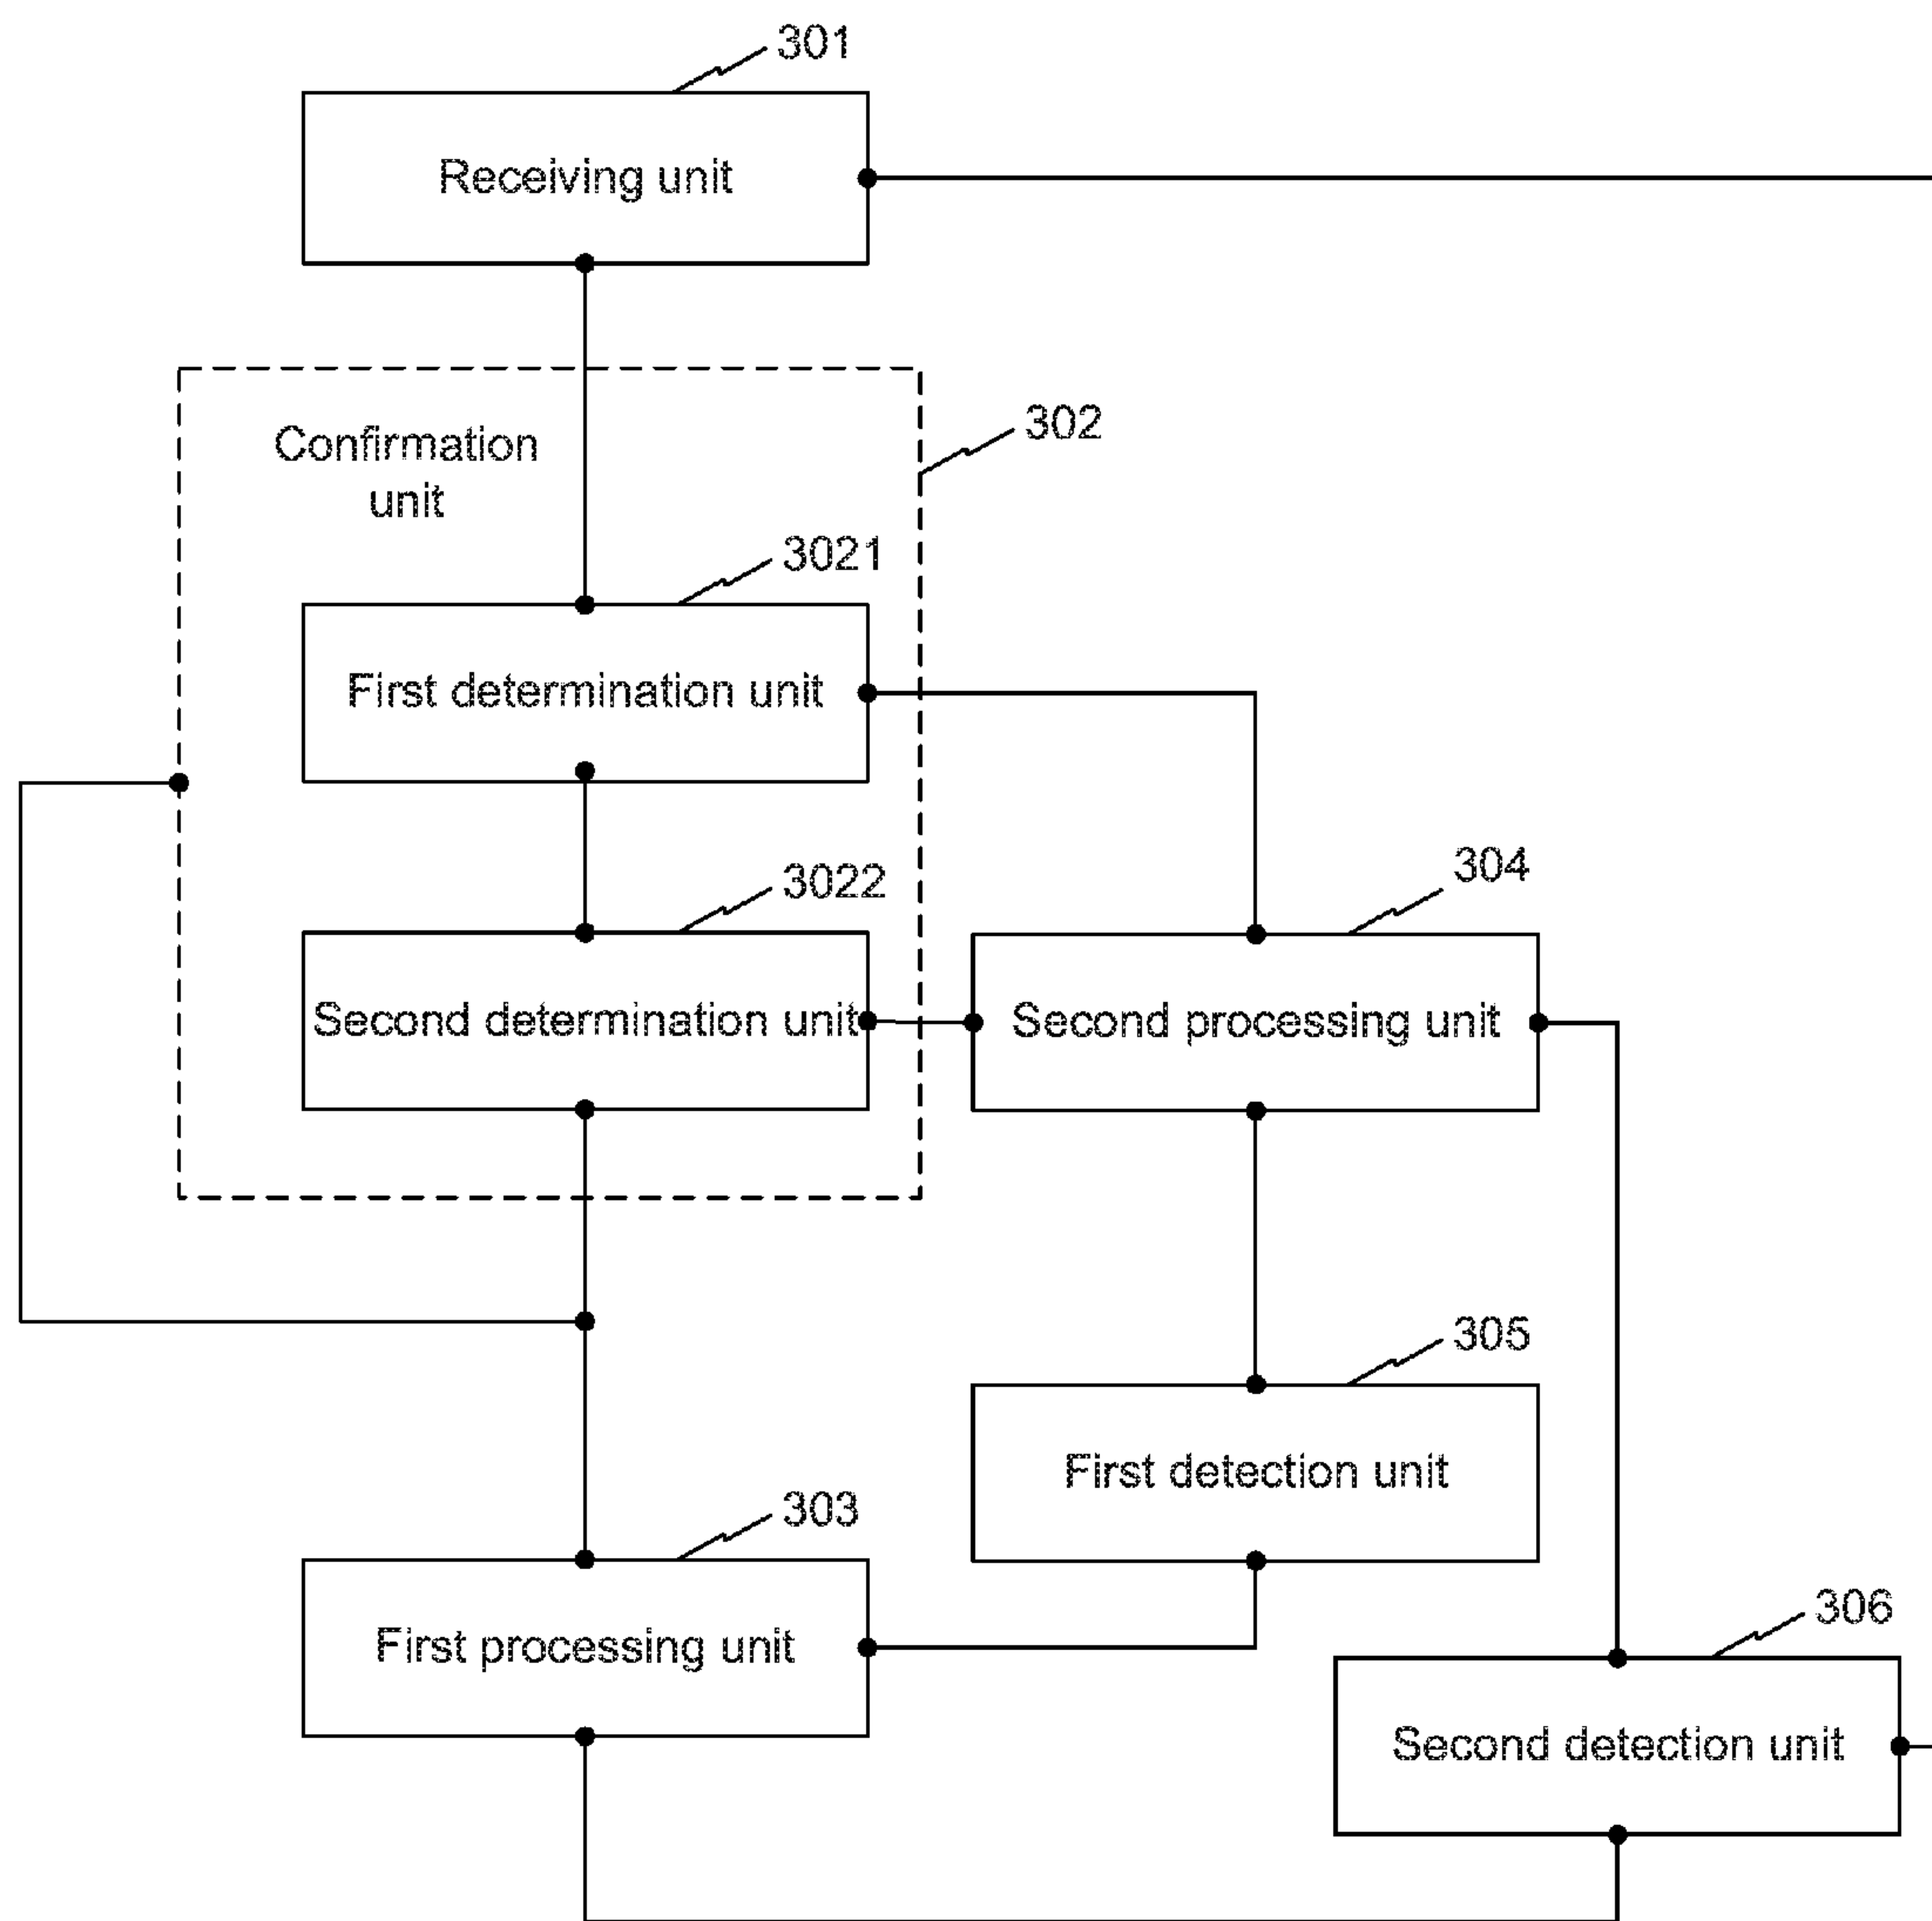 301
Receiving unit
302
Confirmation
unit
3021
First determination unit
3022
304
Second determination unit
Second processing unit
305
First detection unit
303
306
First processing unit
Second detection unit